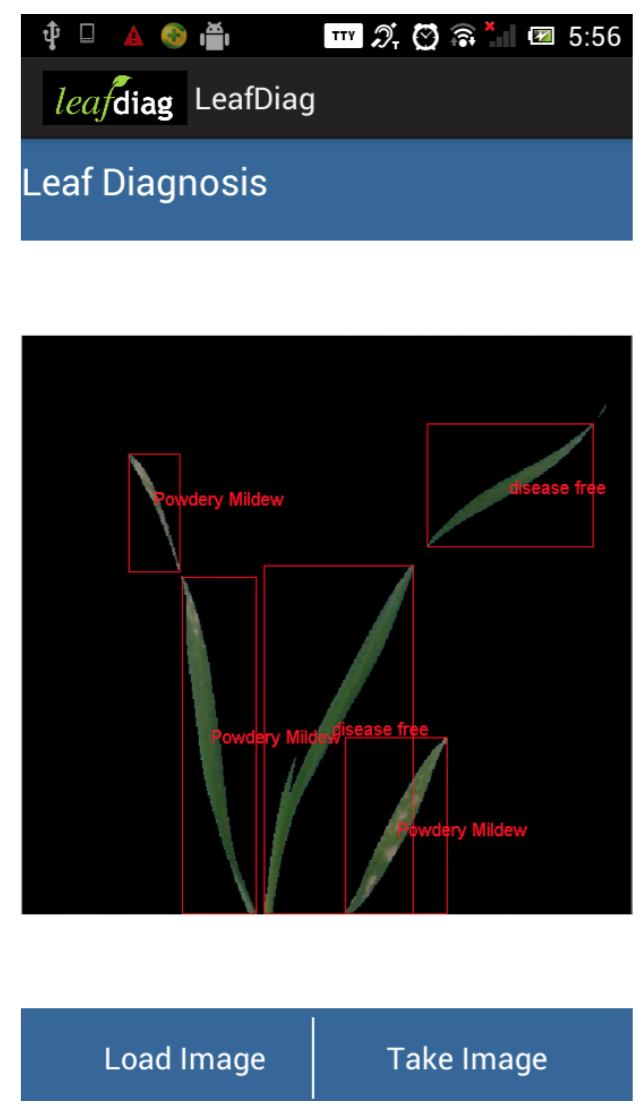 TTY 5:56
leafdiag LeafDiag
Leaf Diagnosis
disease free
Powdery Mildew
disease free
Powdery Mildew
Powdery Mildew
Load Image Take Image